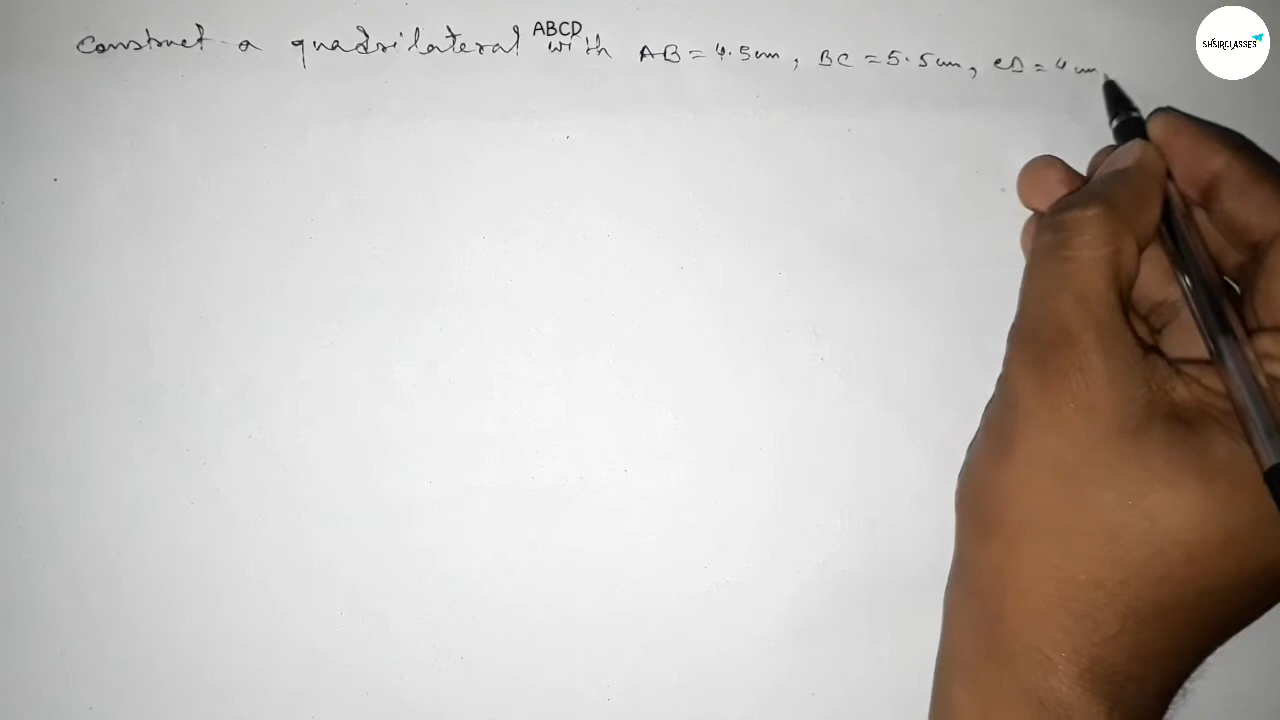 Construct a quadrilateral ABCD with AB = 4.5cm, BC = 5.5cm, CD = 4cm
SHSIRCLASSES